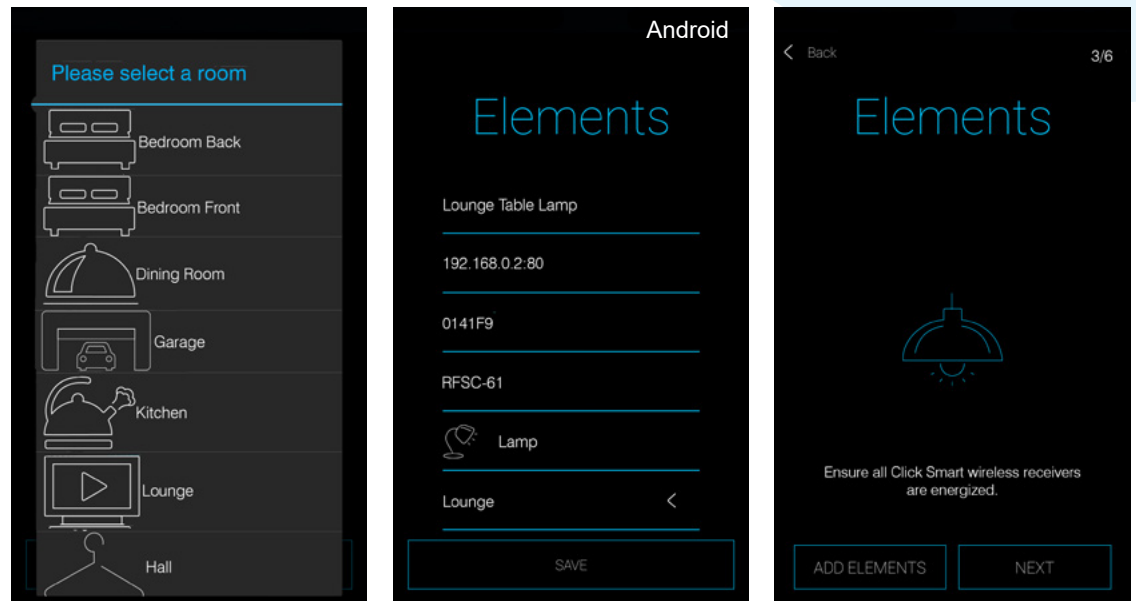 Please select a room
Bedroom Back
Bedroom Front
Dining Room
Garage
Kitchen
Lounge
Hall
Android
Elements
Lounge Table Lamp
192.168.0.2:80
0141F9
RFSC-61
Lamp
Lounge
SAVE
Back
3/6
Elements
Ensure all Click Smart wireless receivers
are energized.
ADD ELEMENTS
NEXT